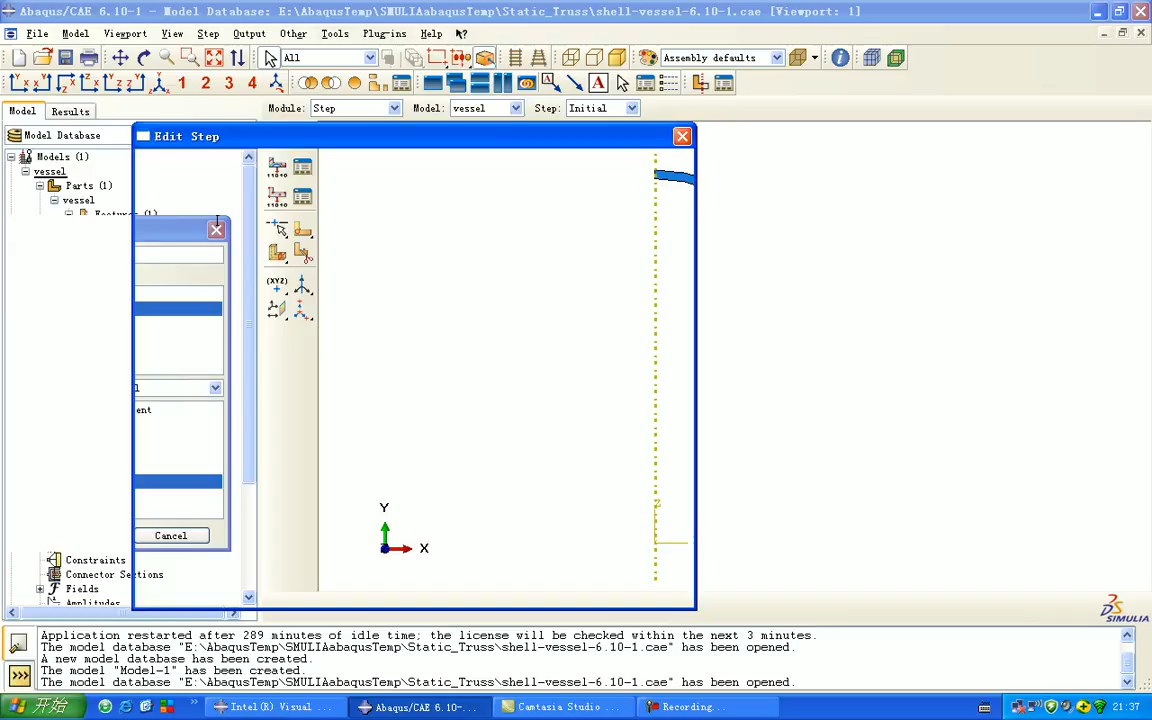 Abaqus/CAE 6.10-1 - Model Database: E:\AbaqusTemp\SMULIAabaqusTemp\Static_Truss\shell-vessel-6.10-1.cae [Viewport: 1]
File Model Viewport View Step Output Other Tools Plug-ins Help
All Assembly defaults
1 2 3 4 A
Model Results Module: Step Model: vessel Step: Initial
Model Database
Edit Step
Models (1)
vessel
Parts (1)
vessel
Features (1)
(XYZ)
Z
Y
X
Cancel
Constraints
Connector Sections
Fields
Amplitudes
SIMULIA
Application restarted after 289 minutes of idle time; the license will be checked within the next 3 minutes.
The model database "E:\AbaqusTemp\SMULIAabaqusTemp\Static_Truss\shell-vessel-6.10-1.cae" has been opened.
A new model database has been created.
The model "Model-1" has been created.
The model database "E:\AbaqusTemp\SMULIAabaqusTemp\Static_Truss\shell-vessel-6.10-1.cae" has been opened.
开始 Intel(R) Visual ... Abaqus/CAE 6.10-... Camtasia Studio ... Recording... 21:37